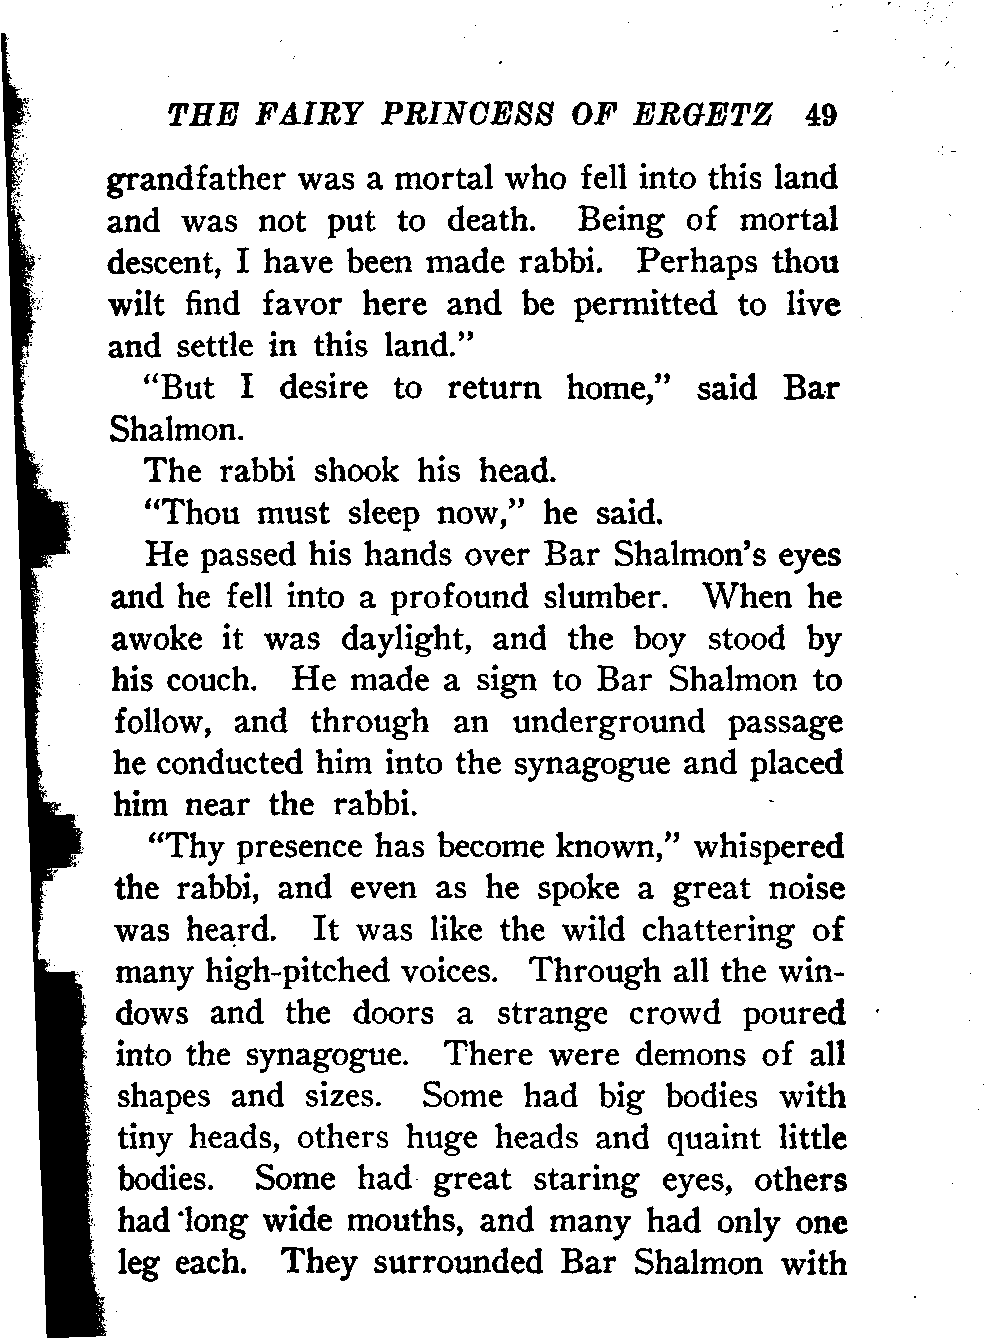 THE FAIRY PRINCESS OF ERGETZ 49
grandfather was a mortal who fell into this land
and was not put to death. Being of mortal
descent, I have been made rabbi. Perhaps thou
wilt find favor here and be permitted to live
and settle in this land.”
“But I desire to return home,” said Bar
Shalmon.
The rabbi shook his head.
“Thou must sleep now,” he said.
He passed his hands over Bar Shalmon’s eyes
and he fell into a profound slumber. When he
awoke it was daylight, and the boy stood by
his couch. He made a sign to Bar Shalmon to
follow, and through an underground passage
he conducted him into the synagogue and placed
him near the rabbi.
“Thy presence has become known,” whispered
the rabbi, and even as he spoke a great noise
was heard. It was like the wild chattering of
many high-pitched voices. Through all the win-
dows and the doors a strange crowd poured
into the synagogue. There were demons of all
shapes and sizes. Some had big bodies with
tiny heads, others huge heads and quaint little
bodies. Some had great staring eyes, others
had long wide mouths, and many had only one
leg each. They surrounded Bar Shalmon with